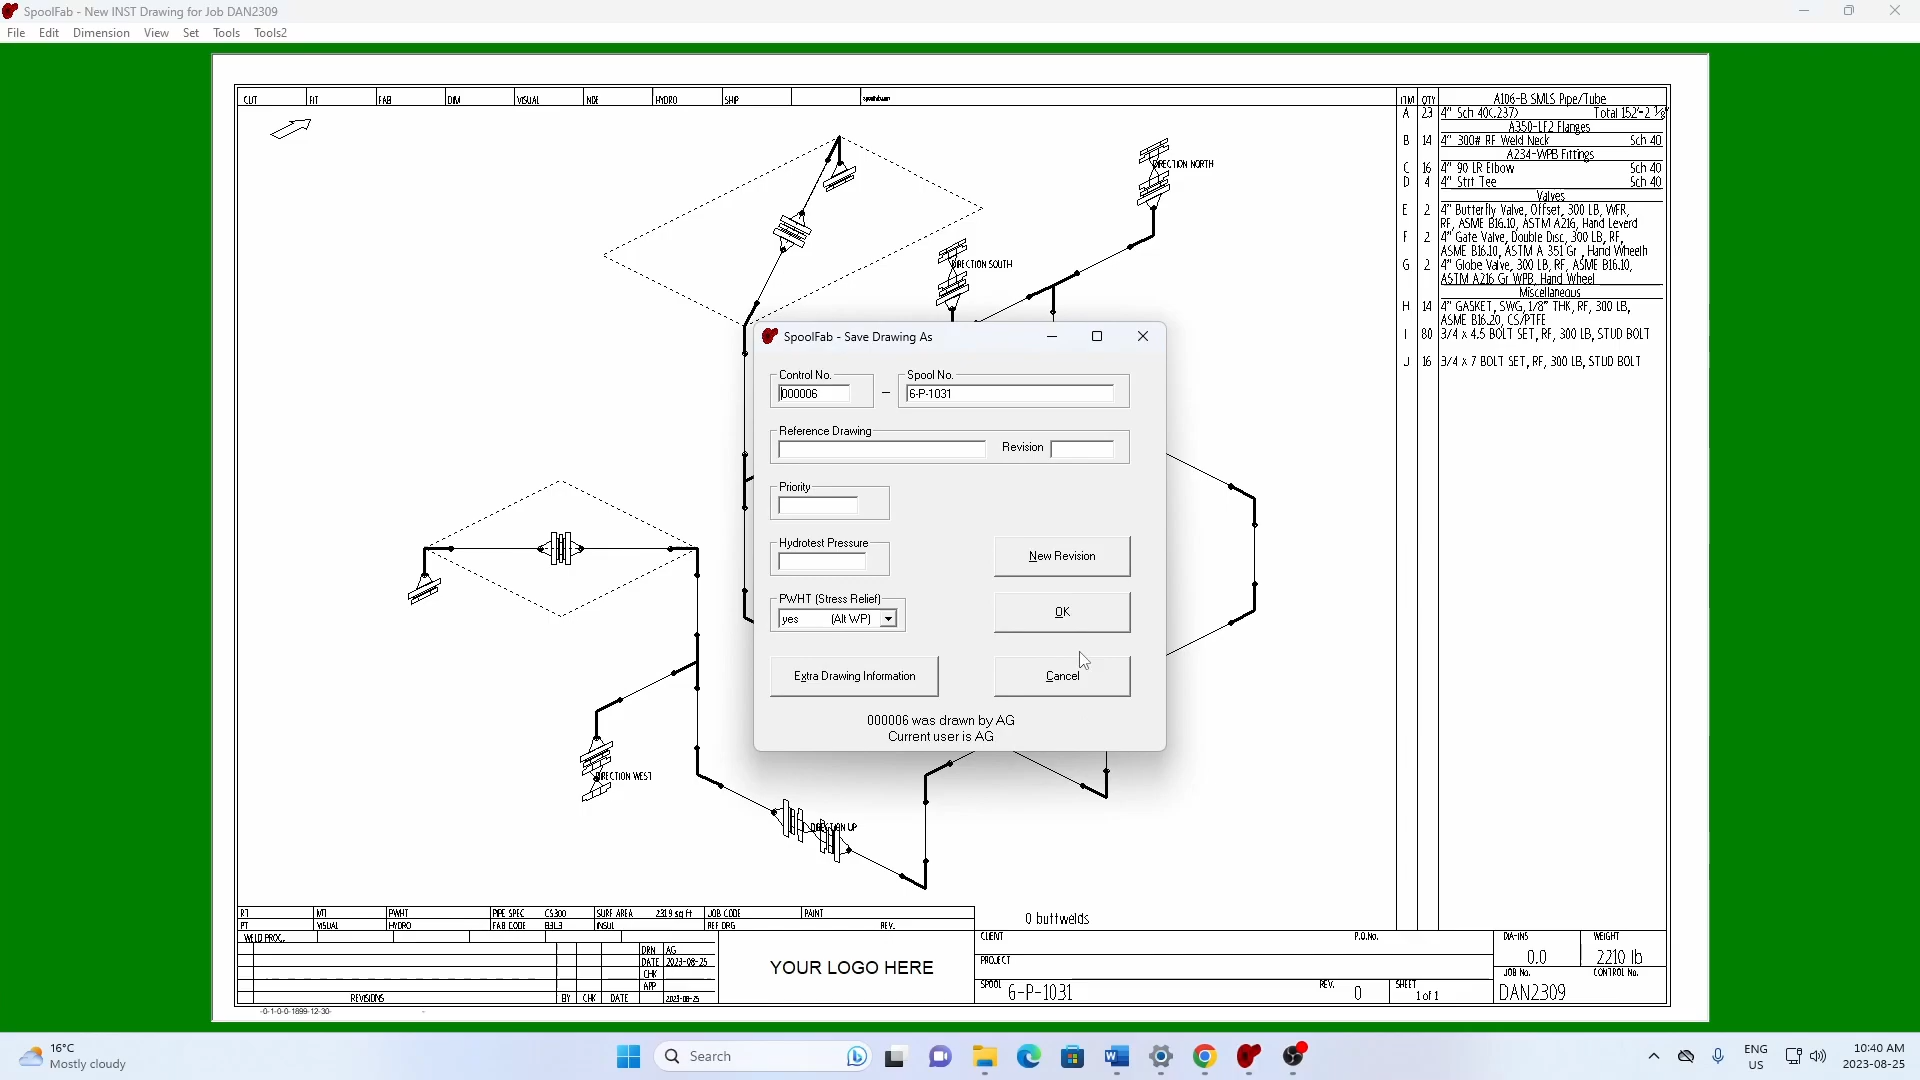 SpoolFab - New INST Drawing for Job DAN2309
File Edit Dimension View Set Tools Tools2
CUT FIT FAB DIM VISUAL NDE HYDRO SHIP
ITM QTY A106-B SMLS Pipe/Tube
A 23 4" Sch 40(.237) Total 152'-2 1/8"
A350-LF2 Flanges
B 14 4" 300# RF Weld Neck Sch 40
A234-WPB Fittings
C 16 4" 90 LR Elbow Sch 40
D 4 4" Strt Tee Sch 40
Valves
E 2 4" Butterfly Valve, Offset, 300 LB, WFR,
RF, ASME B16.10, ASTM A216, Hand Leverd
F 2 4" Gate Valve, Double Disc, 300 LB, RF,
ASME B16.10, ASTM A 351 Gr , Hand Wheelh
G 2 4" Globe Valve, 300 LB, RF, ASME B16.10,
ASTM A216 Gr WPB, Hand Wheel
Miscellaneous
H 14 4" GASKET, SWG, 1/8" THK, RF, 300 LB,
ASME B16.20, CS/PTFE
I 80 3/4 x 4.5 BOLT SET, RF, 300 LB, STUD BOLT
J 16 3/4 x 7 BOLT SET, RF, 300 LB, STUD BOLT
DIRECTION NORTH
DIRECTION SOUTH
SpoolFab - Save Drawing As
Control No. Spool No.
000006 – 6-P-1031
Reference Drawing
Revision
Priority
Hydrotest Pressure
New Revision
PWHT (Stress Relief)
yes (Alt WP)
OK
Extra Drawing Information
Cancel
000006 was drawn by AG
Current user is AG
DIRECTION WEST
DIRECTION UP
RT MT PWHT PIPE SPEC CS300 SURF AREA 231.9 sq ft JOB CODE PAINT
PT VISUAL HYDRO FAB CODE B31.3 INSUL REF DRG REV.
WELD PROC.
DRN AG
DATE 2023-08-25
CHK
APP
REVISIONS BY CHK DATE 2023-08-25
YOUR LOGO HERE
0 buttwelds
CLIENT P.O.No.
PROJECT
SPOOL 6-P-1031 REV. 0 SHEET 1 of 1
DIA-INS 0.0 WEIGHT 2210 lb
JOB No. DAN2309 CONTROL No.
-0-1-0-0-1899-12-30-
16°C
Mostly cloudy
Search
ENG
US
10:40 AM
2023-08-25